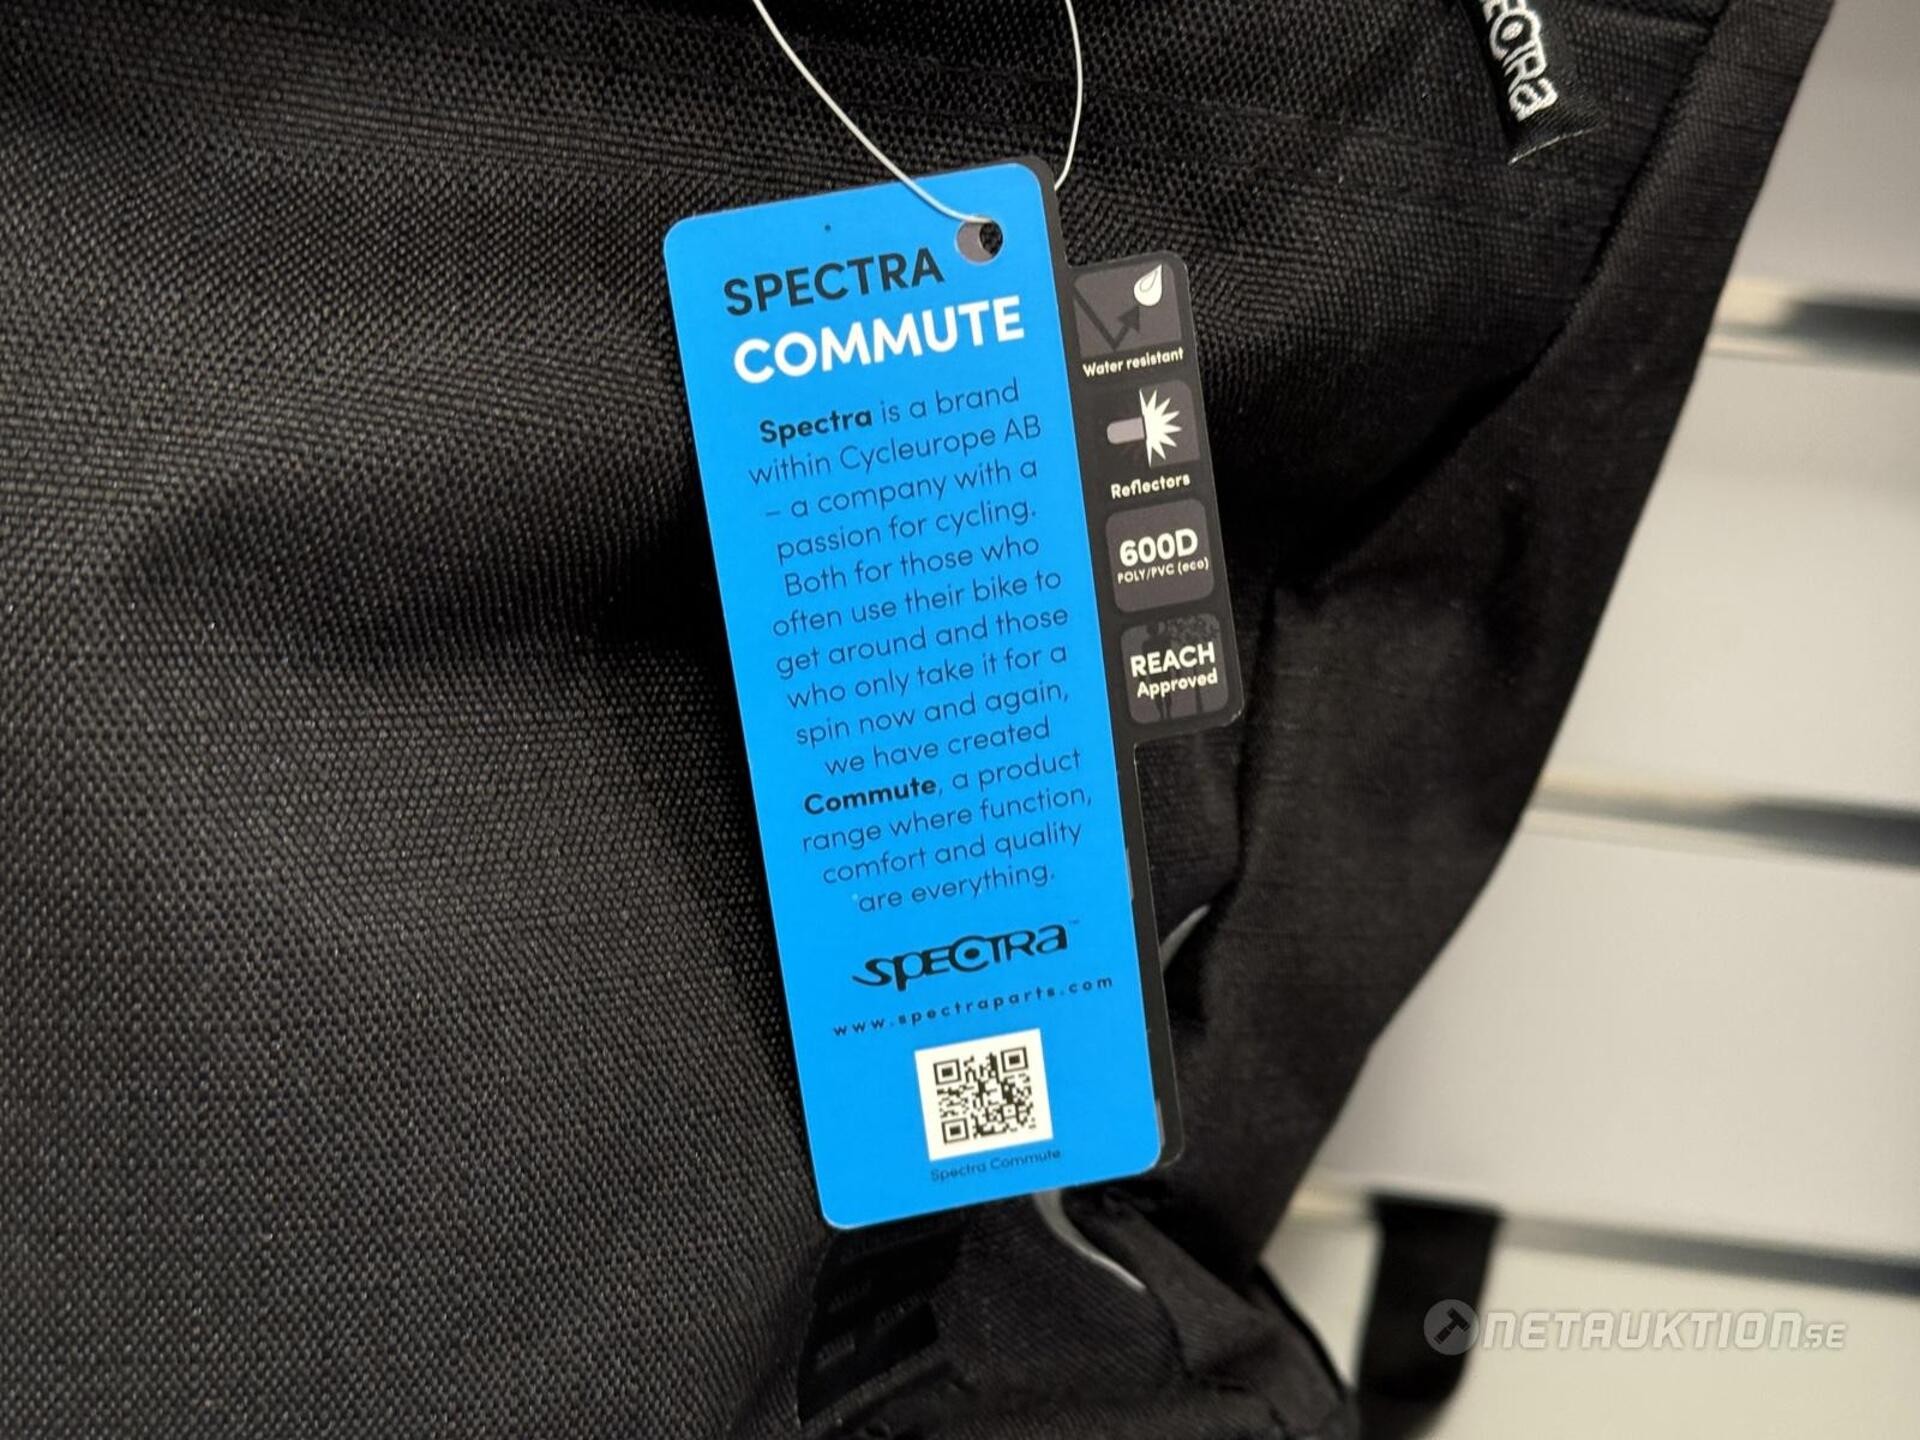 SPECTRA
SPECTRA
COMMUTE
Spectra is a brand
within Cycleurope AB
– a company with a
passion for cycling.
Both for those who
often use their bike to
get around and those
who only take it for a
spin now and again,
we have created
Commute, a product
range where function,
comfort and quality
are everything.
SPECTRa™
www.spectraparts.com
Spectra Commute
Water resistant
Reflectors
600D
POLY/PVC (eco)
REACH
Approved
NETAUKTION.SE